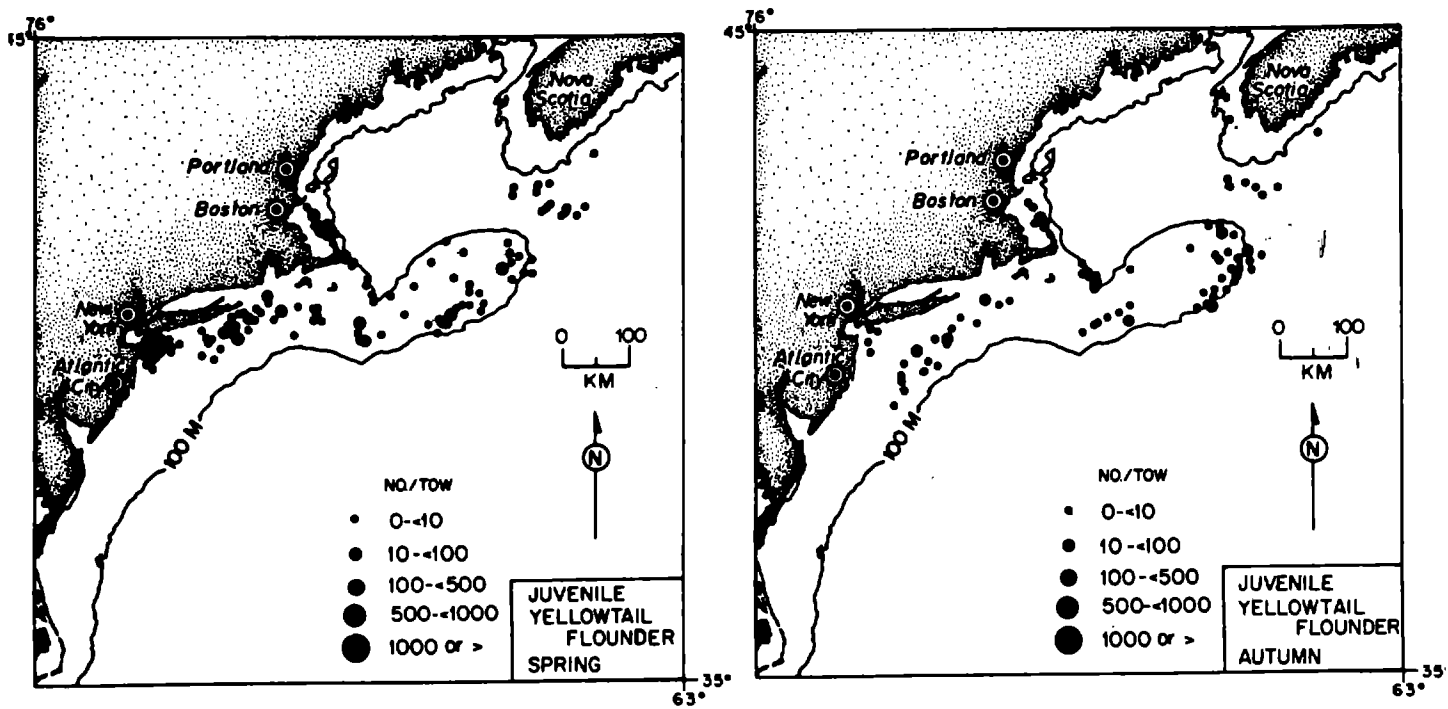 76°
45°
Nova
Scotia
Portland
Boston
New
York
Atlantic
City
0 100
KM
100 M
N
NO./TOW
0-<10
10-<100
100-<500
500-<1000
1000 or >
JUVENILE
YELLOWTAIL
FLOUNDER
SPRING
35°
63°
76°
45°
Nova
Scotia
Portland
Boston
New
York
Atlantic
City
0 100
KM
100 M
N
NO./TOW
0-<10
10-<100
100-<500
500-<1000
1000 or >
JUVENILE
YELLOWTAIL
FLOUNDER
AUTUMN
35°
63°